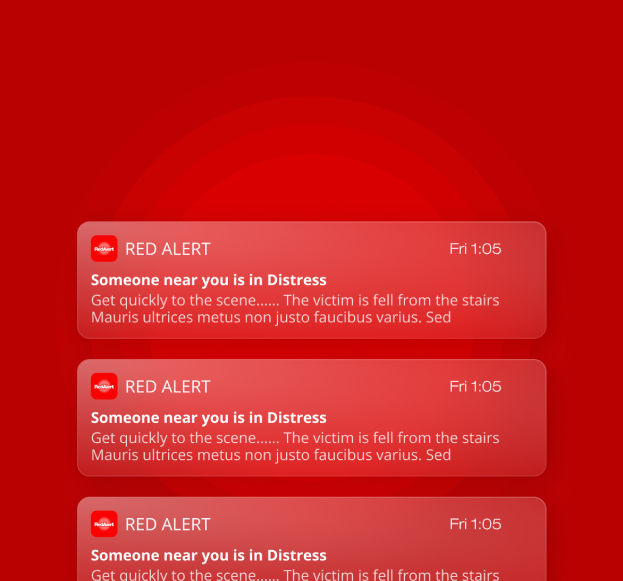 RedAlert RED ALERT Fri 1:05
Someone near you is in Distress
Get quickly to the scene...... The victim is fell from the stairs
Mauris ultrices metus non justo faucibus varius. Sed
RedAlert RED ALERT Fri 1:05
Someone near you is in Distress
Get quickly to the scene...... The victim is fell from the stairs
Mauris ultrices metus non justo faucibus varius. Sed
RedAlert RED ALERT Fri 1:05
Someone near you is in Distress
Get quickly to the scene...... The victim is fell from the stairs